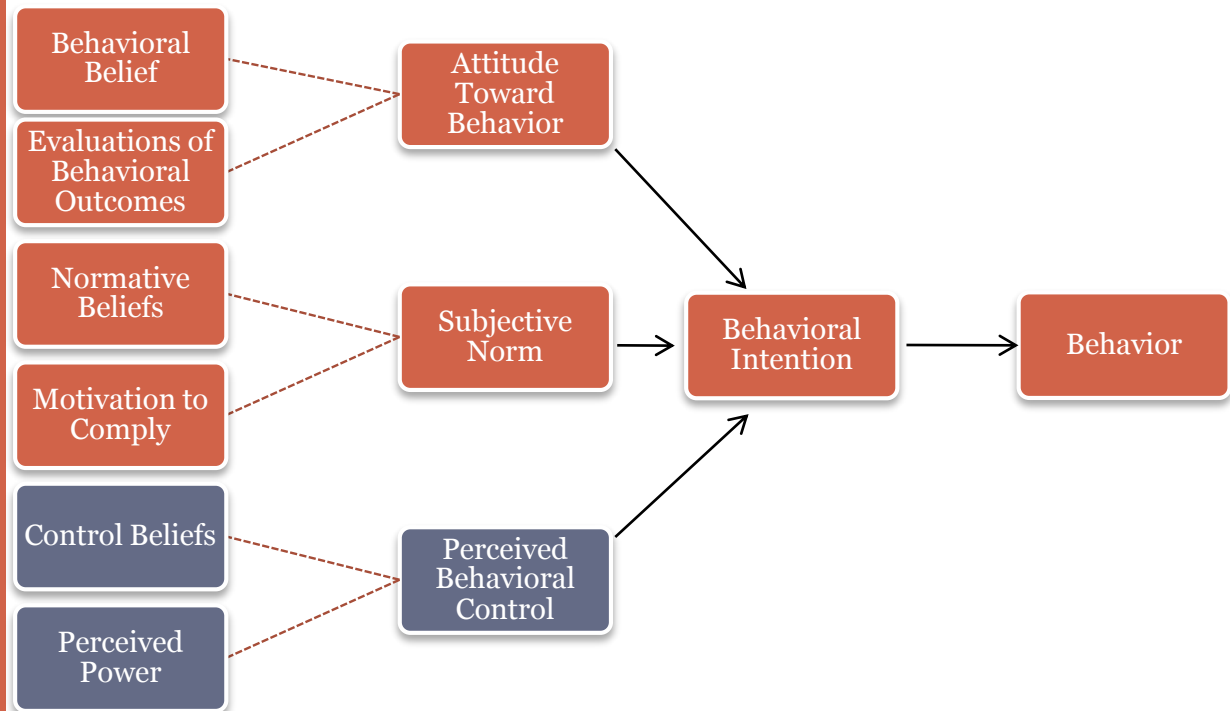 Behavioral
Belief
Evaluations of
Behavioral
Outcomes
Normative
Beliefs
Motivation to
Comply
Control Beliefs
Perceived
Power
Attitude
Toward
Behavior
Subjective
Norm
Perceived
Behavioral
Control
Behavioral
Intention
Behavior